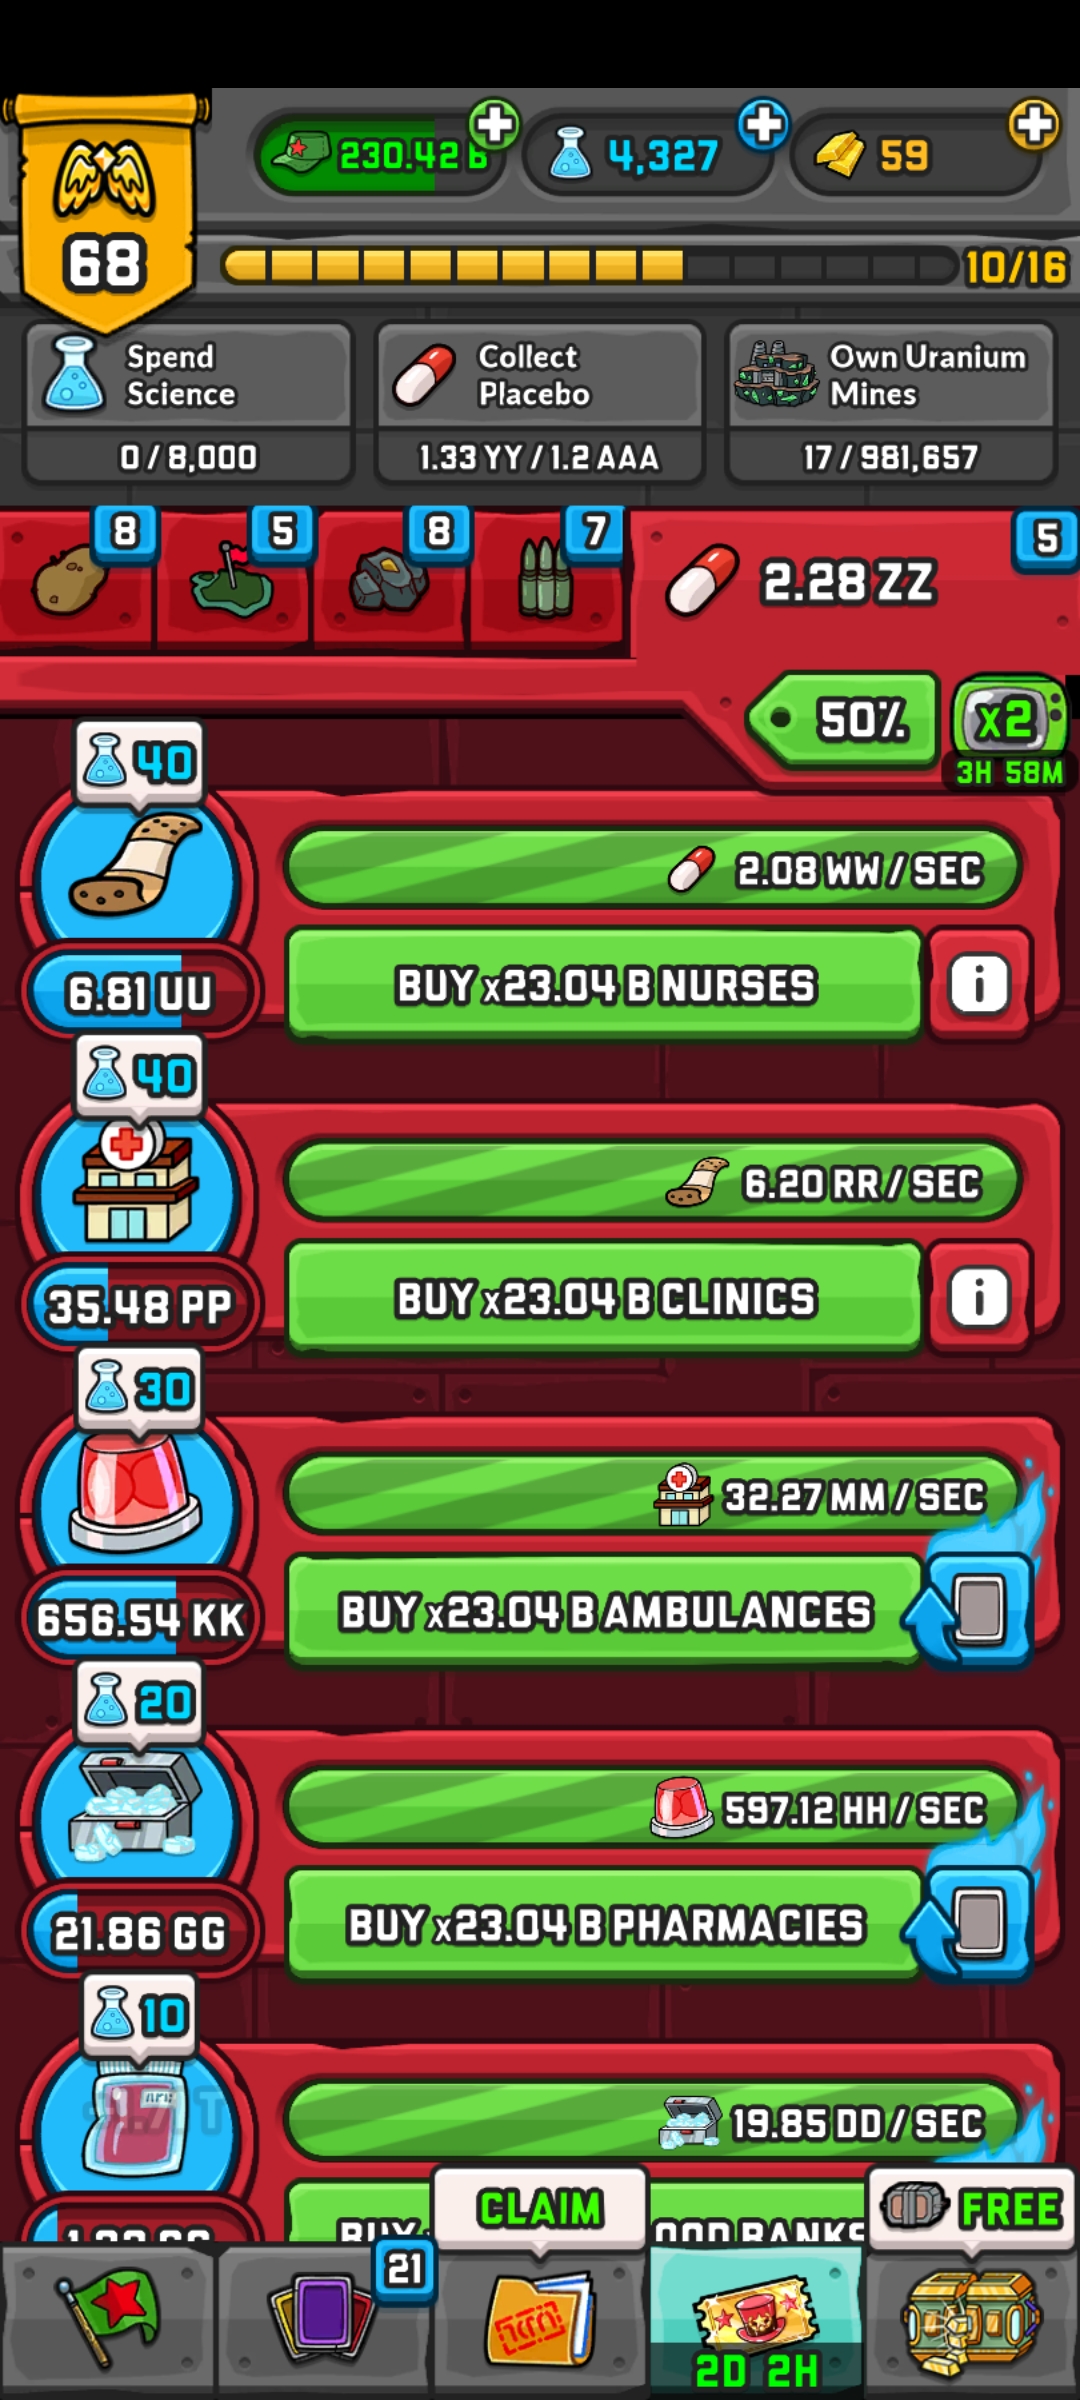 230.42 B
4,327
59
68
10/16
Spend
Science
Collect
Placebo
Own Uranium
Mines
0 / 8,000
1.33 YY / 1.2 AAA
17 / 981,657
8
5
8
7
5
2.28 ZZ
50%
x2
3H 58M
40
2.08 WW / SEC
6.81 UU
BUY x23.04 B NURSES
i
40
6.20 RR / SEC
35.48 PP
BUY x23.04 B CLINICS
i
30
32.27 MM / SEC
656.54 KK
BUY x23.04 B AMBULANCES
20
597.12 HH / SEC
21.86 GG
BUY x23.04 B PHARMACIES
10
19.85 DD / SEC
BUY
BANKS
CLAIM
FREE
21
2D 2H